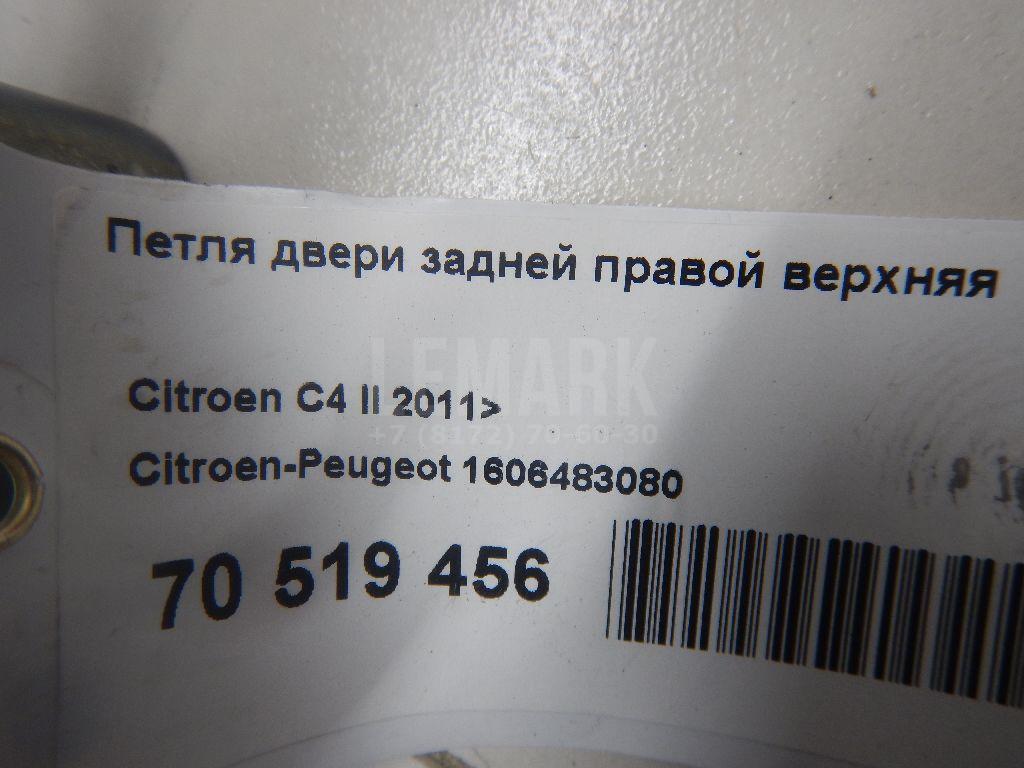 Петля двери задней правой верхняя
LEMARK
+7 (8172) 70-60-30
Citroen C4 II 2011>
Citroen-Peugeot 1606483080
70 519 456